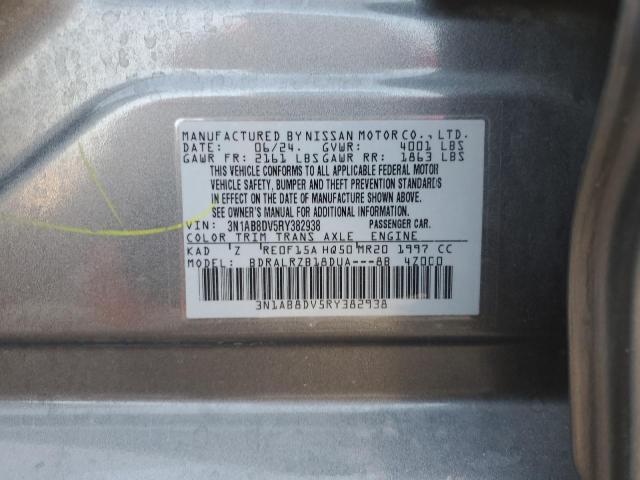 MANUFACTURED BY NISSAN MOTOR CO., LTD.
DATE: 06/24. GVWR: 4001 LBS
GAWR FR: 2161 LBS GAWR RR: 1863 LBS
THIS VEHICLE CONFORMS TO ALL APPLICABLE FEDERAL MOTOR
VEHICLE SAFETY, BUMPER AND THEFT PREVENTION STANDARDS
IN EFFECT ON THE DATE OF MANUFACTURE SHOWN ABOVE.
SEE OWNER'S MANUAL FOR ADDITIONAL INFORMATION.
VIN: 3N1AB8DV5RY382938 PASSENGER CAR.
COLOR TRIM TRANS AXLE ENGINE
KAD Z RE0F15A HQ50 MR20 1997 CC
MODEL: BDRALRZB18DUA---8B 4Z0C0
3N1AB8DV5RY382938